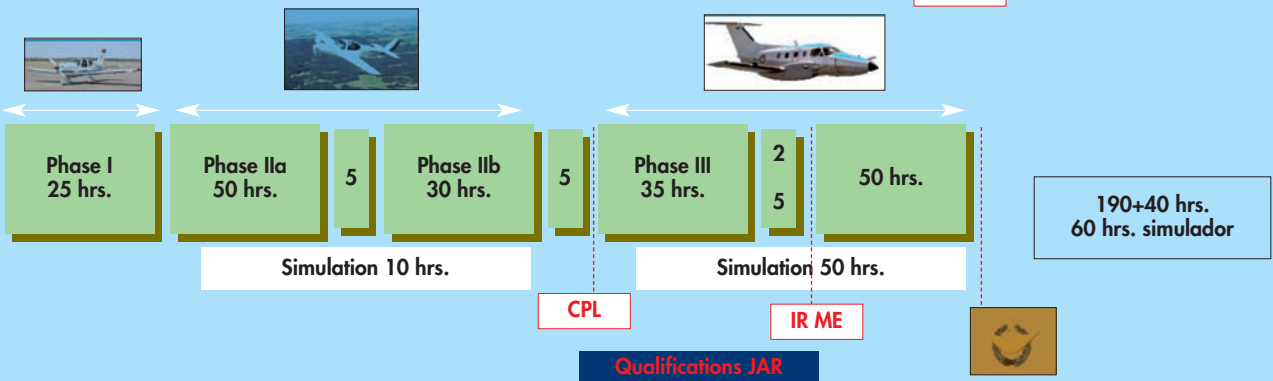 Phase I
25 hrs.
Phase IIa
50 hrs.
5
Phase IIb
30 hrs.
5
Phase III
35 hrs.
2
5
50 hrs.
190+40 hrs.
60 hrs. simulador
Simulation 10 hrs.
Simulation 50 hrs.
CPL
IR ME
Qualifications JAR